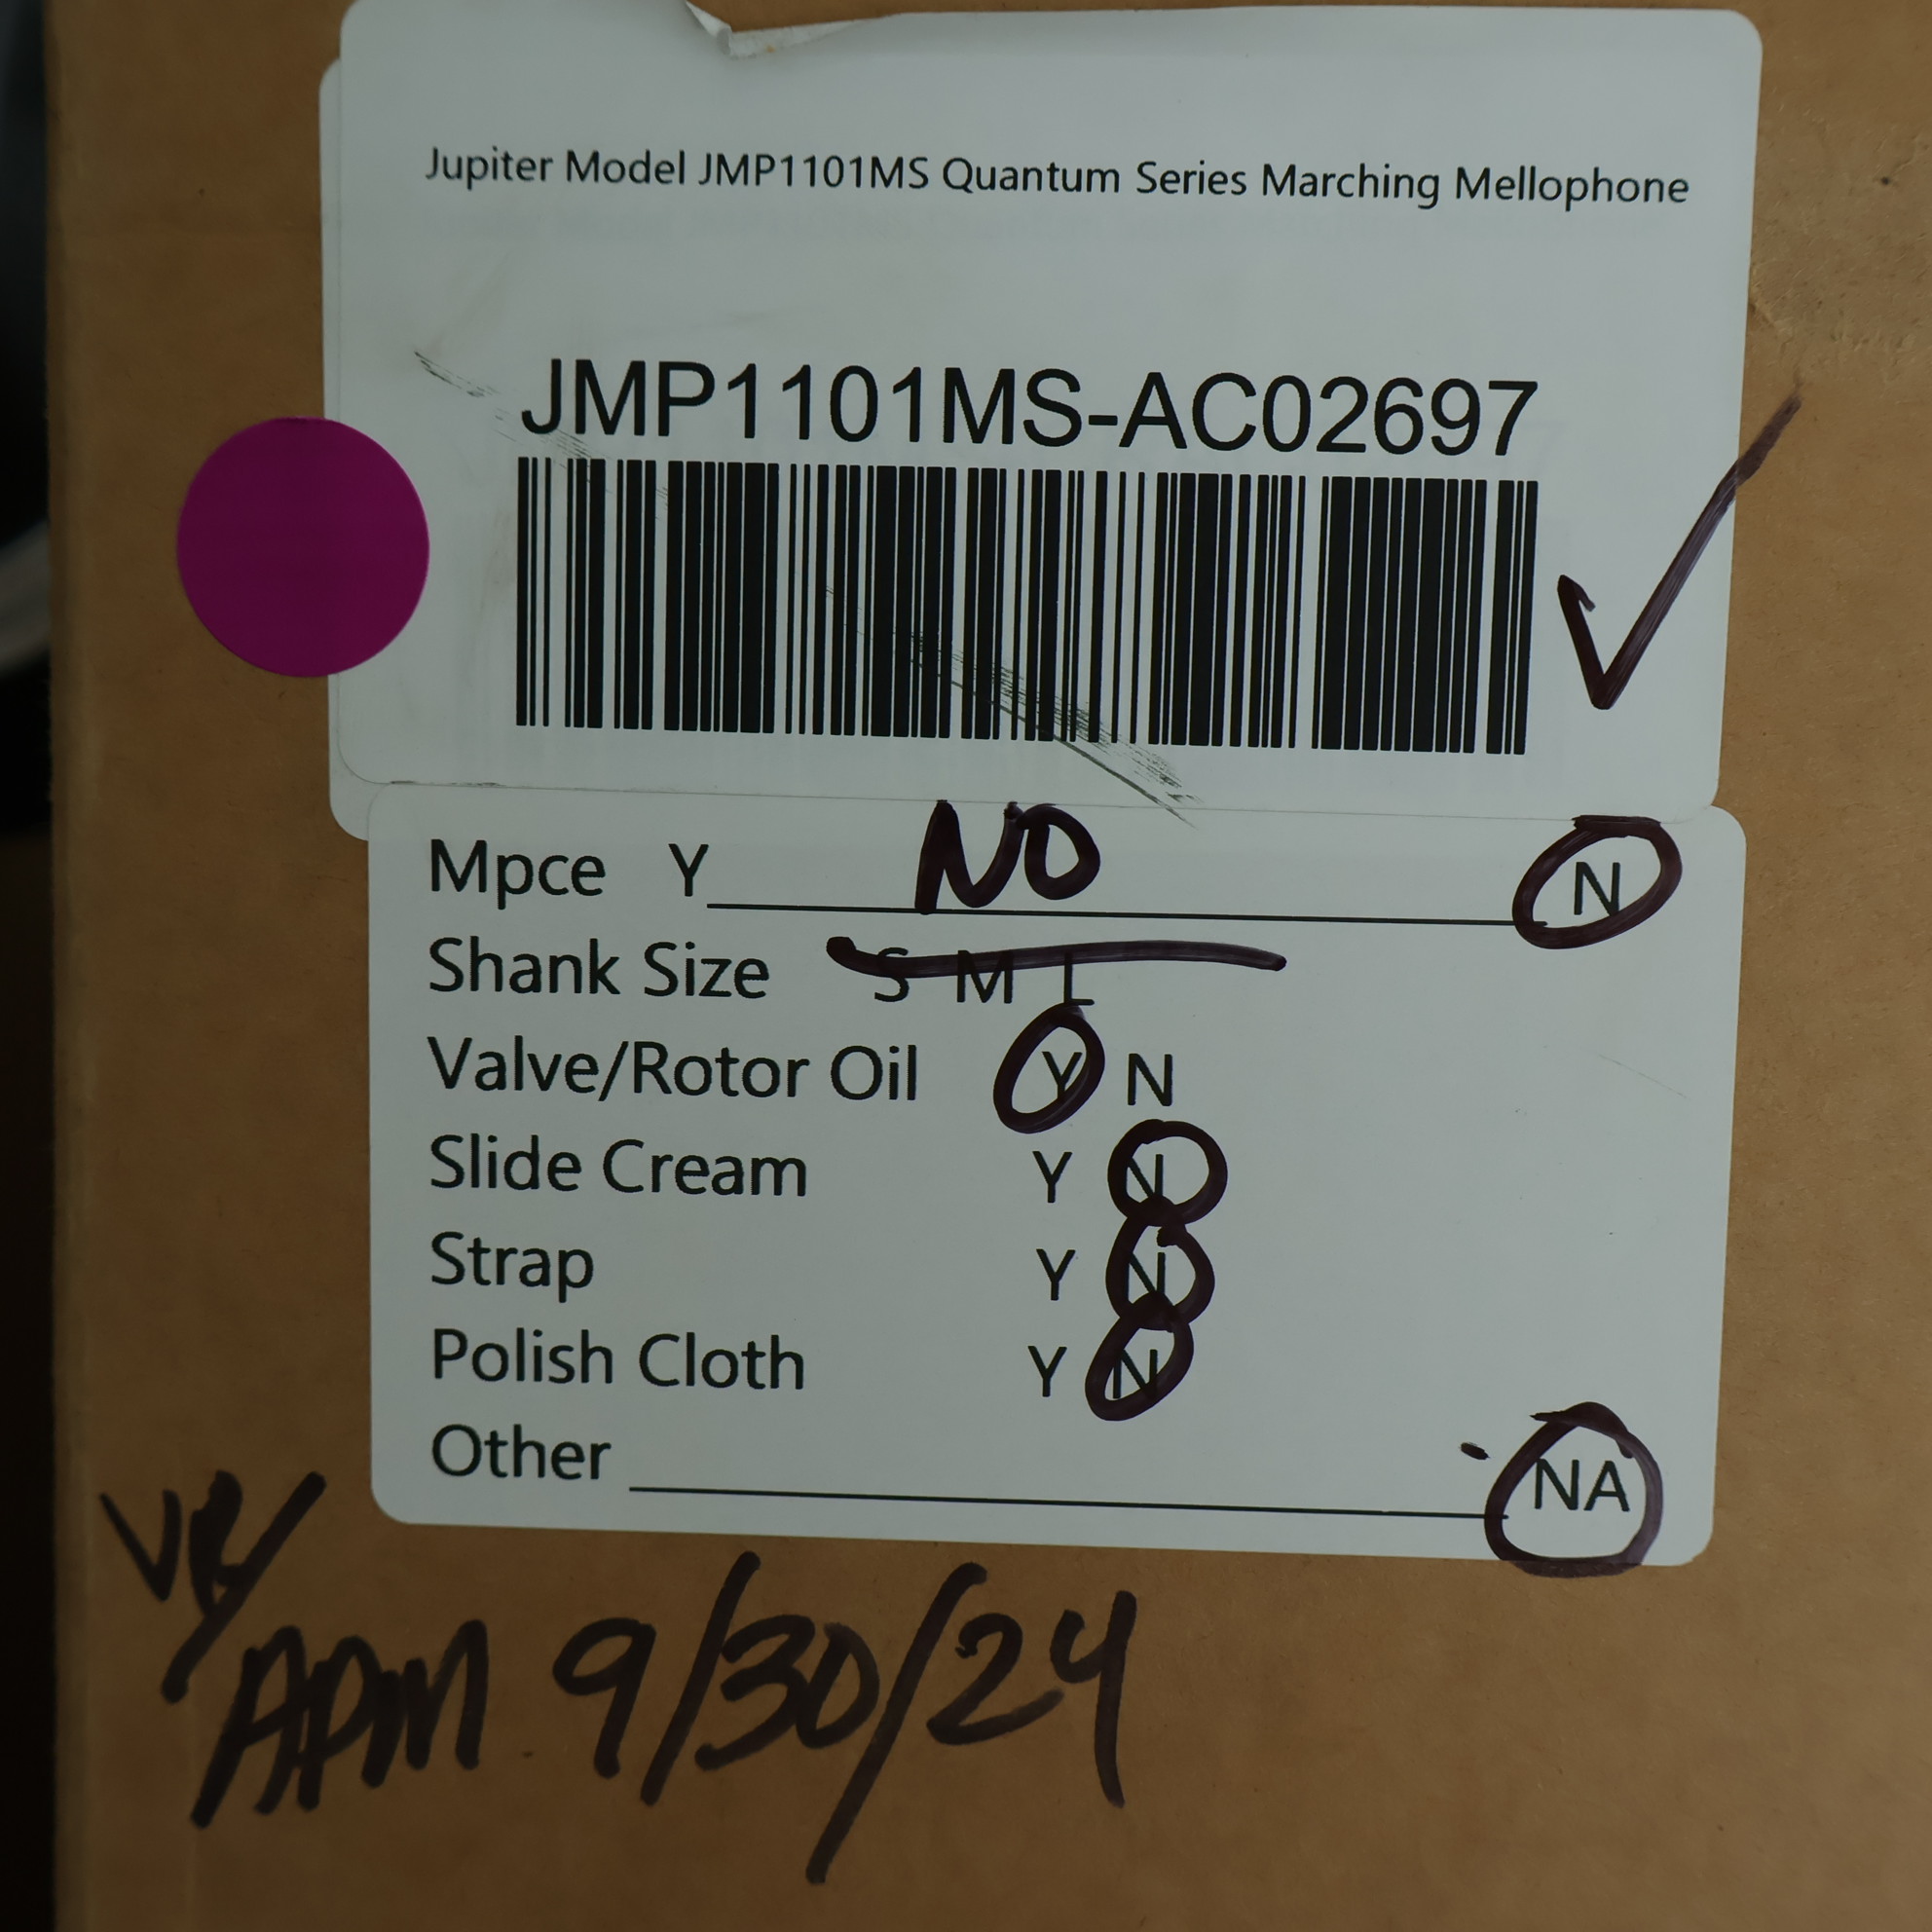 Jupiter Model JMP1101MS Quantum Series Marching Mellophone
JMP1101MS-AC02697
Mpce Y NO N
Shank Size S M L
Valve/Rotor Oil Y N
Slide Cream Y N
Strap Y N
Polish Cloth Y N
Other NA
9/30/24